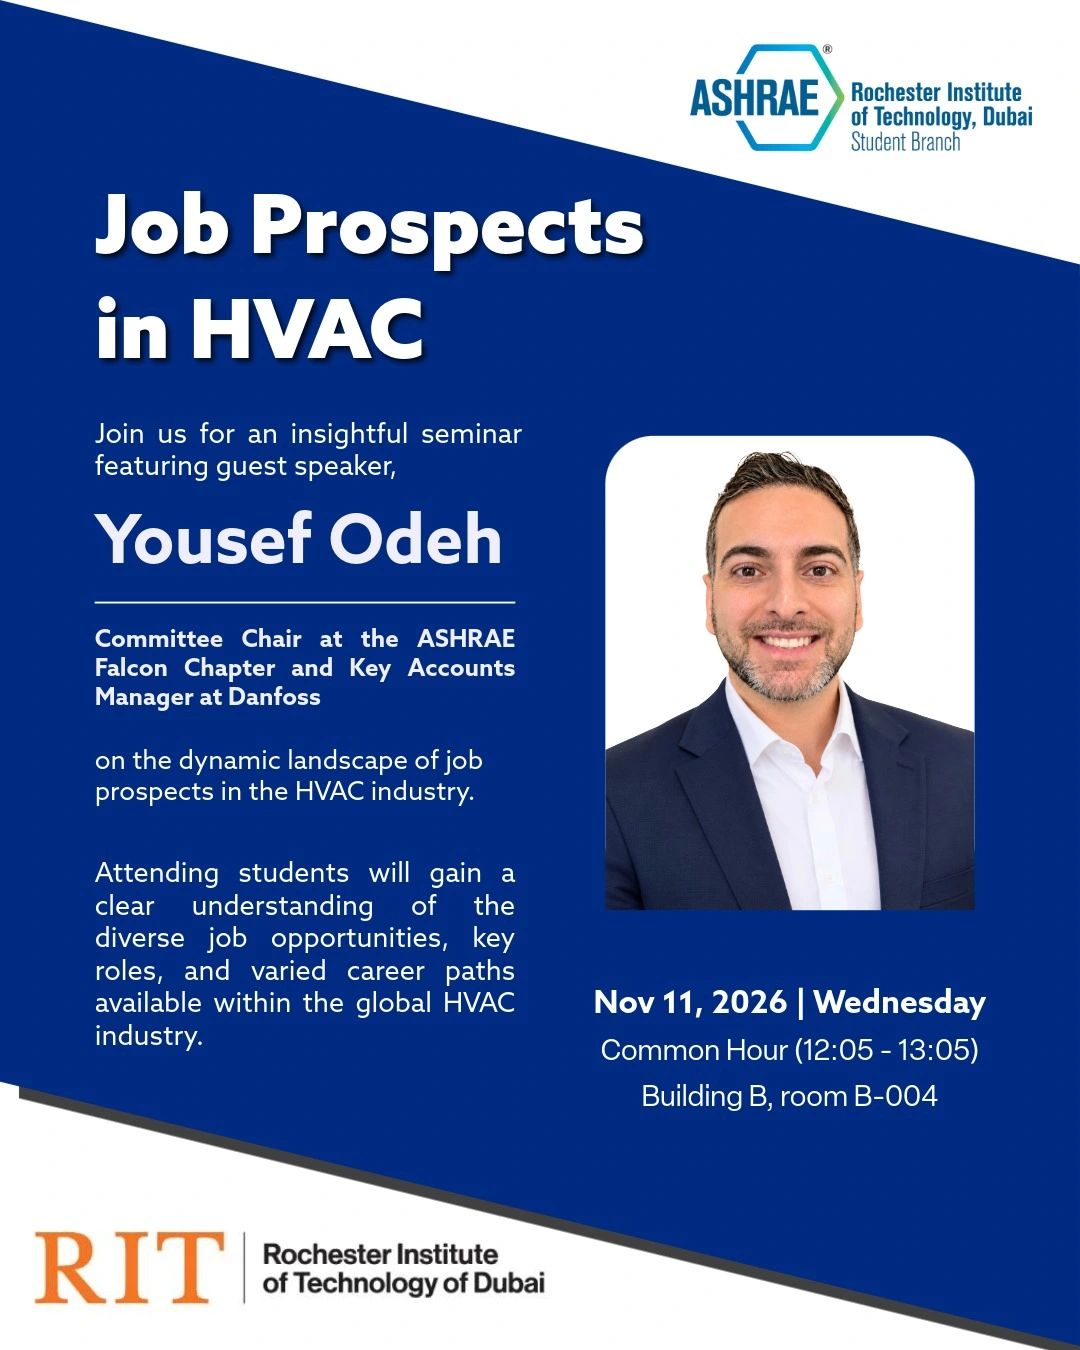 ASHRAE®
Rochester Institute
of Technology, Dubai
Student Branch
Job Prospects
in HVAC
Join us for an insightful seminar
featuring guest speaker,
Yousef Odeh
Committee Chair at the ASHRAE
Falcon Chapter and Key Accounts
Manager at Danfoss
on the dynamic landscape of job
prospects in the HVAC industry.
Attending students will gain a
clear understanding of the
diverse job opportunities, key
roles, and varied career paths
available within the global HVAC
industry.
Nov 11, 2026 | Wednesday
Common Hour (12:05 - 13:05)
Building B, room B-004
RIT
Rochester Institute
of Technology of Dubai